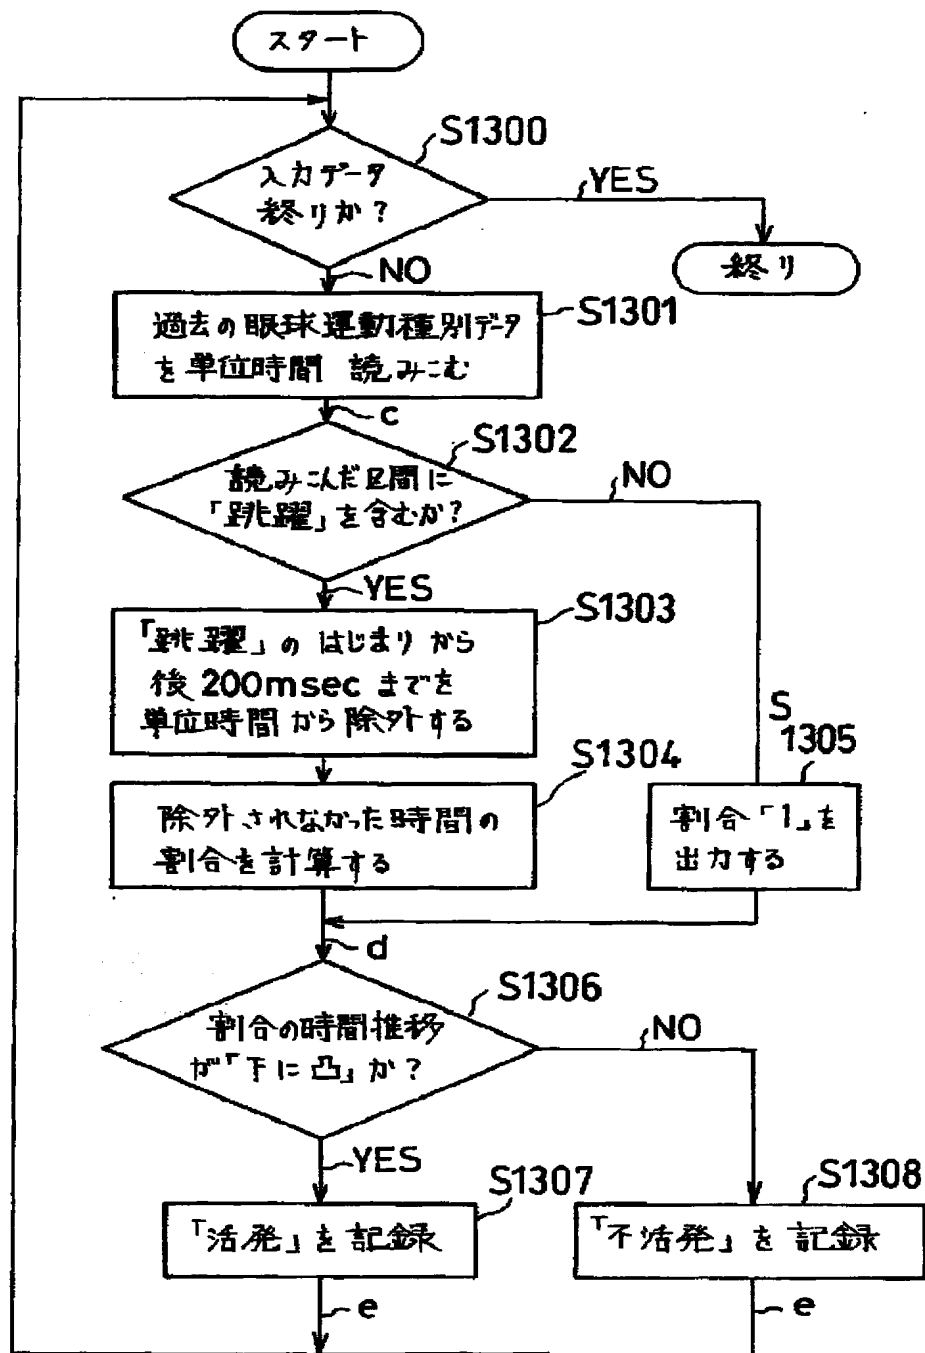 スタート
S1300
入力データ
終りか?
YES
終り
NO
S1301
過去の眼球運動種別データ
を単位時間 読みこむ
c
S1302
読みこんだ区間に
「跳躍」を含むか?
NO
YES
S1303
「跳躍」のはじまりから
後200msecまでを
単位時間から除外する
S1304
除外されなかった時間の
割合を計算する
S
1305
割合「1」を
出力する
d
S1306
割合の時間推移
が「下に凸」か?
NO
YES
S1307
「活発」を記録
S1308
「不活発」を記録
e
e